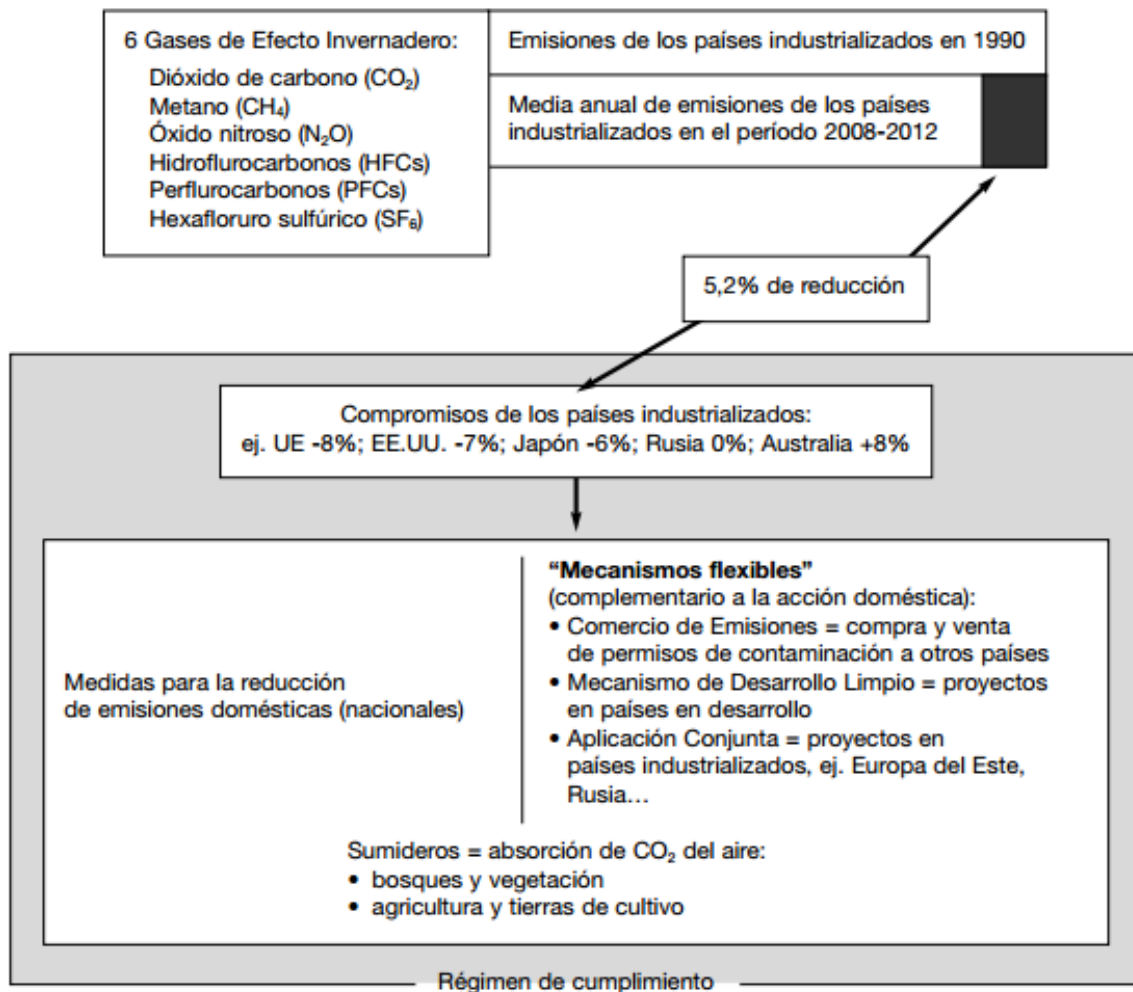 6 Gases de Efecto Invernadero:
Dióxido de carbono (CO₂)
Metano (CH₄)
Óxido nitroso (N₂O)
Hidroflurocarbonos (HFCs)
Perflurocarbonos (PFCs)
Hexafloruro sulfúrico (SF₆)
Emisiones de los países industrializados en 1990
Media anual de emisiones de los países
industrializados en el período 2008-2012
5,2% de reducción
Compromisos de los países industrializados:
ej. UE -8%; EE.UU. -7%; Japón -6%; Rusia 0%; Australia +8%
Medidas para la reducción
de emisiones domésticas (nacionales)
“Mecanismos flexibles”
(complementario a la acción doméstica):
• Comercio de Emisiones = compra y venta
de permisos de contaminación a otros países
• Mecanismo de Desarrollo Limpio = proyectos
en países en desarrollo
• Aplicación Conjunta = proyectos en
países industrializados, ej. Europa del Este,
Rusia…
Sumideros = absorción de CO₂ del aire:
• bosques y vegetación
• agricultura y tierras de cultivo
Régimen de cumplimiento